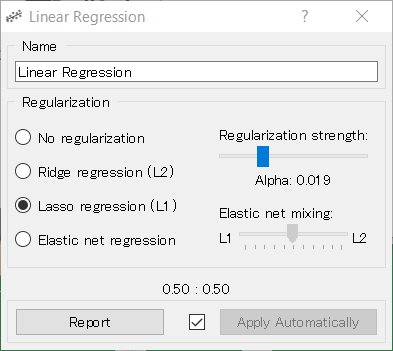 Linear Regression
?
Name
Linear Regression
Regularization
No regularization
Ridge regression (L2)
Lasso regression (L1)
Elastic net regression
Regularization strength:
Alpha: 0.019
Elastic net mixing:
L1 L2
0.50 : 0.50
Report
Apply Automatically